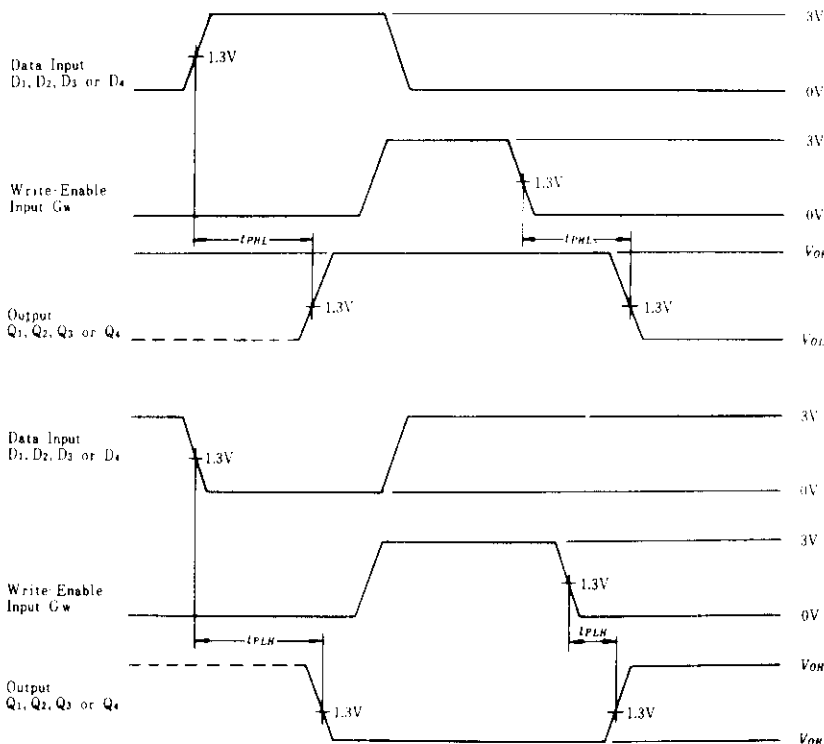 3V
1.3V
Data Input
D₁, D₂, D₃ or D₄
0V
3V
1.3V
Write-Enable
Input Gw
0V
tPHL
tPHL
VOH
1.3V
1.3V
Output
Q₁, Q₂, Q₃ or Q₄
VOL
3V
Data Input
D₁, D₂, D₃ or D₄
1.3V
0V
3V
1.3V
Write-Enable
Input Gw
0V
tPLH
tPLH
VOH
Output
Q₁, Q₂, Q₃ or Q₄
1.3V
1.3V
VOH